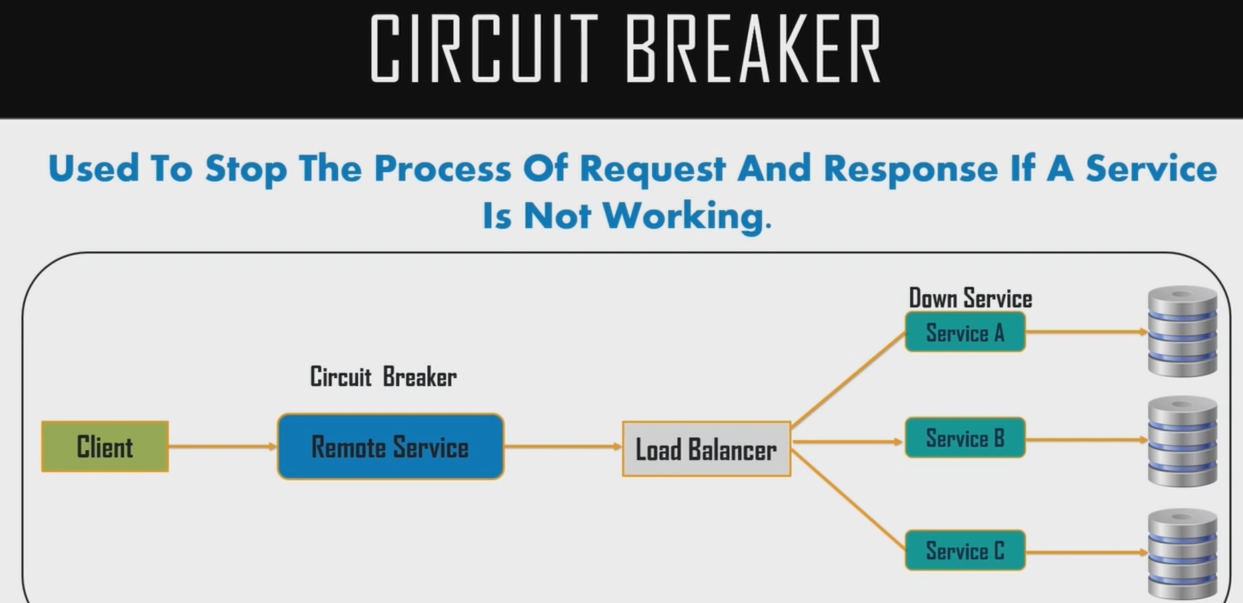 CIRCUIT BREAKER
Used To Stop The Process Of Request And Response If A Service
Is Not Working.
Down Service
Service A
Circuit Breaker
Client
Remote Service
Load Balancer
Service B
Service C